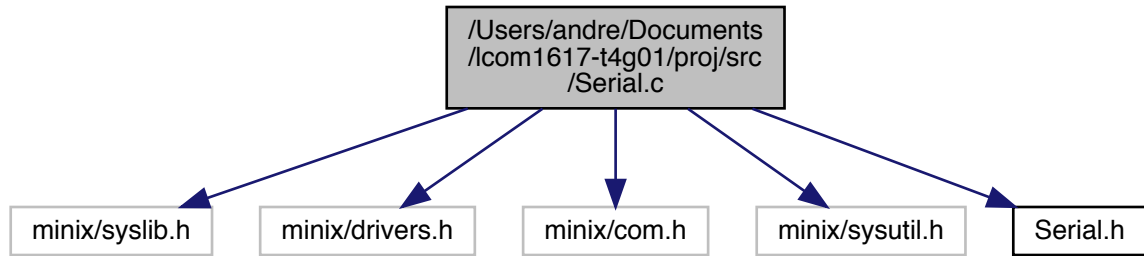 /Users/andre/Documents
/lcom1617-t4g01/proj/src
/Serial.c
minix/syslib.h
minix/drivers.h
minix/com.h
minix/sysutil.h
Serial.h